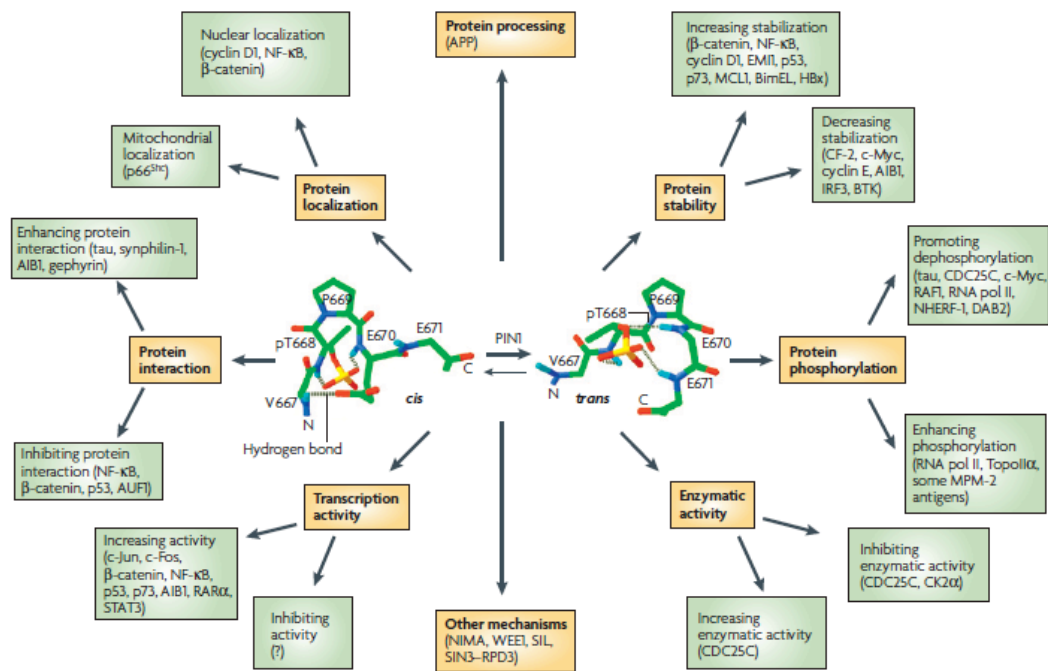 Nuclear localization
(cyclin D1, NF-κB,
β-catenin)
Protein processing
(APP)
Increasing stabilization
(β-catenin, NF-κB,
cyclin D1, EMI1, p53,
p73, MCL1, BimEL, HBx)
Mitochondrial
localization
(p66Shc)
Decreasing
stabilization
(CF-2, c-Myc,
cyclin E, AIB1,
IRF3, BTK)
Protein
localization
Protein
stability
Enhancing protein
interaction (tau, synphilin-1,
AIB1, gephyrin)
Promoting
dephosphorylation
(tau, CDC25C, c-Myc,
RAF1, RNA pol II,
NHERF-1, DAB2)
P669
pT668
E670
E671
V667
N
C
cis
Hydrogen bond
PIN1
P669
pT668
E670
V667
E671
N
C
trans
Protein
interaction
Protein
phosphorylation
Inhibiting protein
interaction (NF-κB,
β-catenin, p53, AUF1)
Enhancing
phosphorylation
(RNA pol II, TopoIIα,
some MPM-2
antigens)
Transcription
activity
Enzymatic
activity
Increasing activity
(c-Jun, c-Fos,
β-catenin, NF-κB,
p53, p73, AIB1, RARα,
STAT3)
Inhibiting
enzymatic activity
(CDC25C, CK2α)
Inhibiting
activity
(?)
Other mechanisms
(NIMA, WEE1, SIL,
SIN3–RPD3)
Increasing
enzymatic activity
(CDC25C)